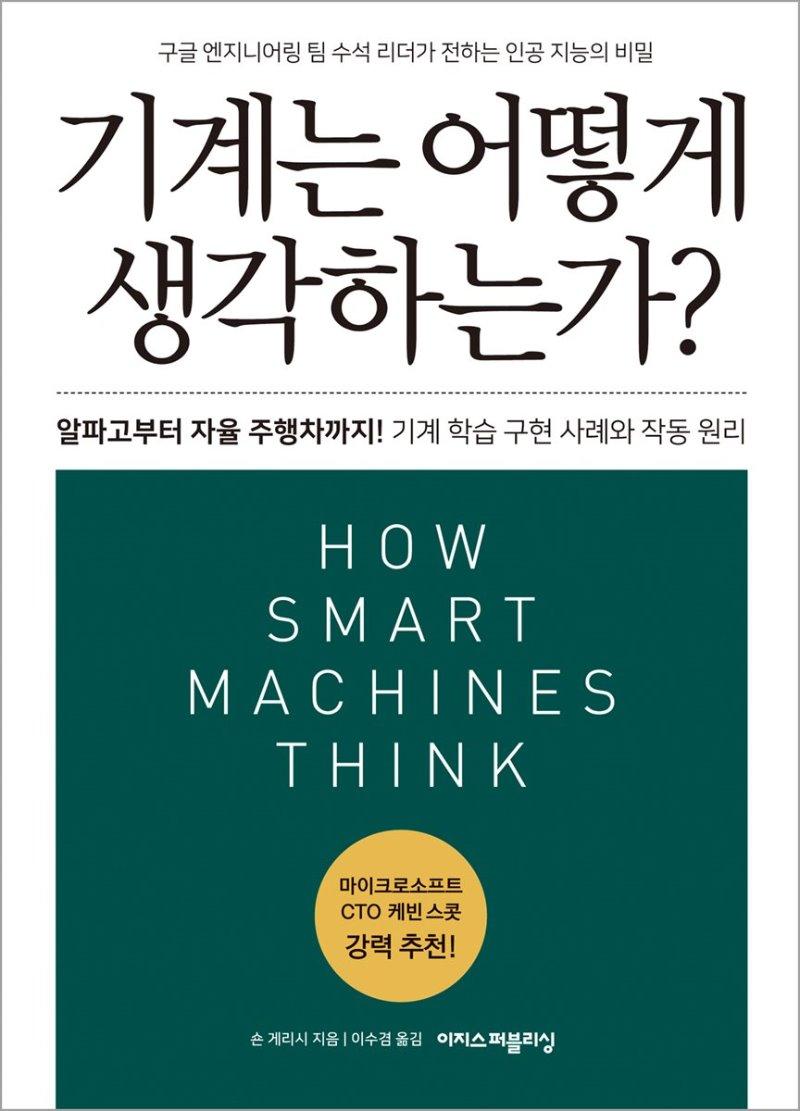 구글 엔지니어링 팀 수석 리더가 전하는 인공 지능의 비밀
기계는 어떻게
생각하는가?
알파고부터 자율 주행차까지! 기계 학습 구현 사례와 작동 원리
HOW
SMART
MACHINES
THINK
마이크로소프트
CTO 케빈 스콧
강력 추천!
숀 게리시 지음 | 이수겸 옮김 이지스퍼블리싱